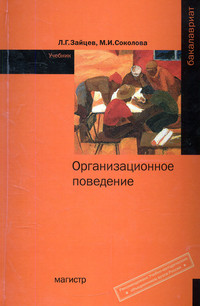 Л.Г.Зайцев, М.И.Соколова
Учебник
бакалавриат
Организационное
поведение
магистр